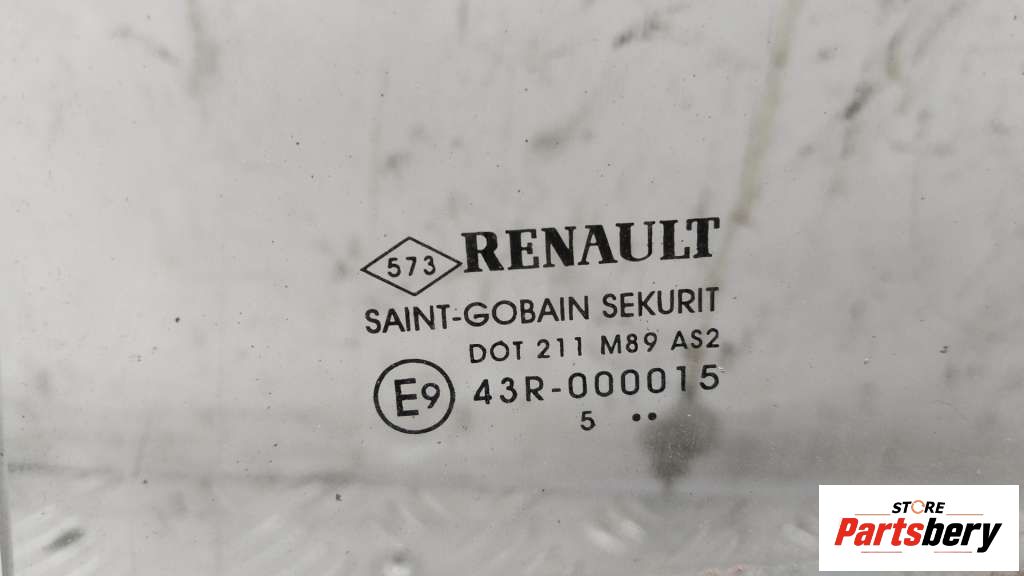 573 RENAULT
SAINT-GOBAIN SEKURIT
DOT 211 M89 AS2
E9 43R-000015
5 ••
STORE
Partsbery